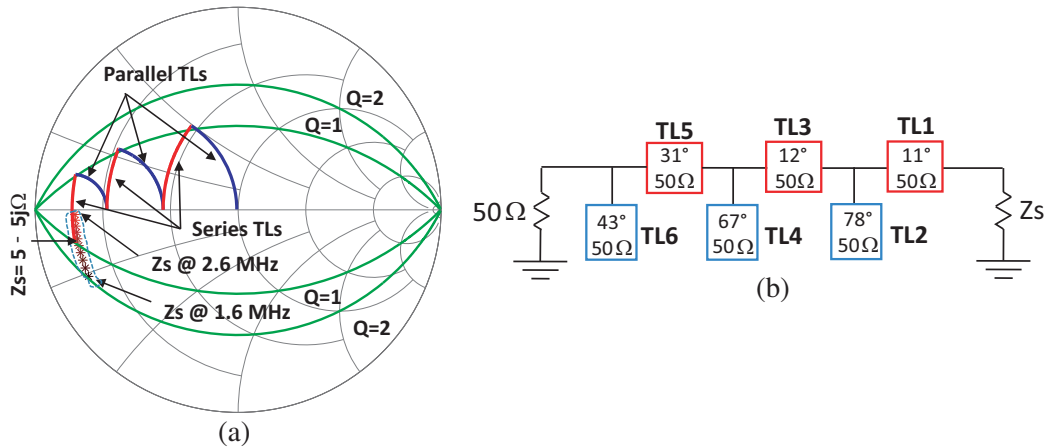 Parallel TLs
Q=2
Q=1
Zs= 5 - 5jΩ
Series TLs
Zs @ 2.6 MHz
Q=1
Zs @ 1.6 MHz
Q=2
(a)
TL5
TL3
TL1
31°
50Ω
12°
50Ω
11°
50Ω
50Ω
43°
50Ω
TL6
67°
50Ω
TL4
78°
50Ω
TL2
Zs
(b)